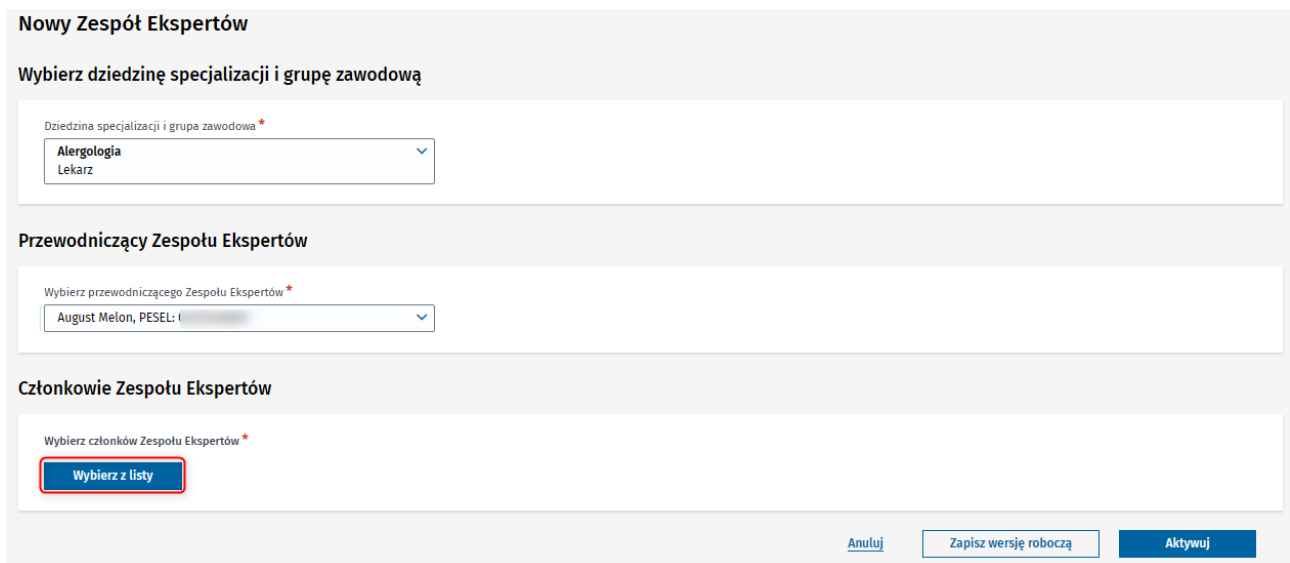 Nowy Zespół Ekspertów
Wybierz dziedzinę specjalizacji i grupę zawodową
Dziedzina specjalizacji i grupa zawodowa *
Alergologia
Lekarz
Przewodniczący Zespołu Ekspertów
Wybierz przewodniczącego Zespołu Ekspertów *
August Melon, PESEL:
Członkowie Zespołu Ekspertów
Wybierz członków Zespołu Ekspertów *
Wybierz z listy
Anuluj Zapisz wersję roboczą Aktywuj